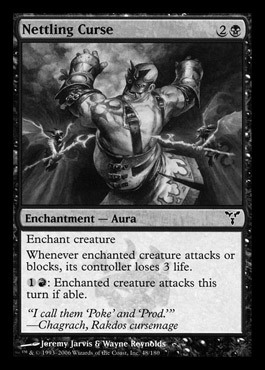 Nettling Curse 2
Enchantment — Aura
Enchant creature
Whenever enchanted creature attacks or
blocks, its controller loses 3 life.
1: Enchanted creature attacks this
turn if able.
“I call them ‘Poke’ and ‘Prod.’”
—Chagrach, Rakdos cursemage
Jeremy Jarvis & Wayne Reynolds
™ & © 1993–2006 Wizards of the Coast, Inc. 48/180